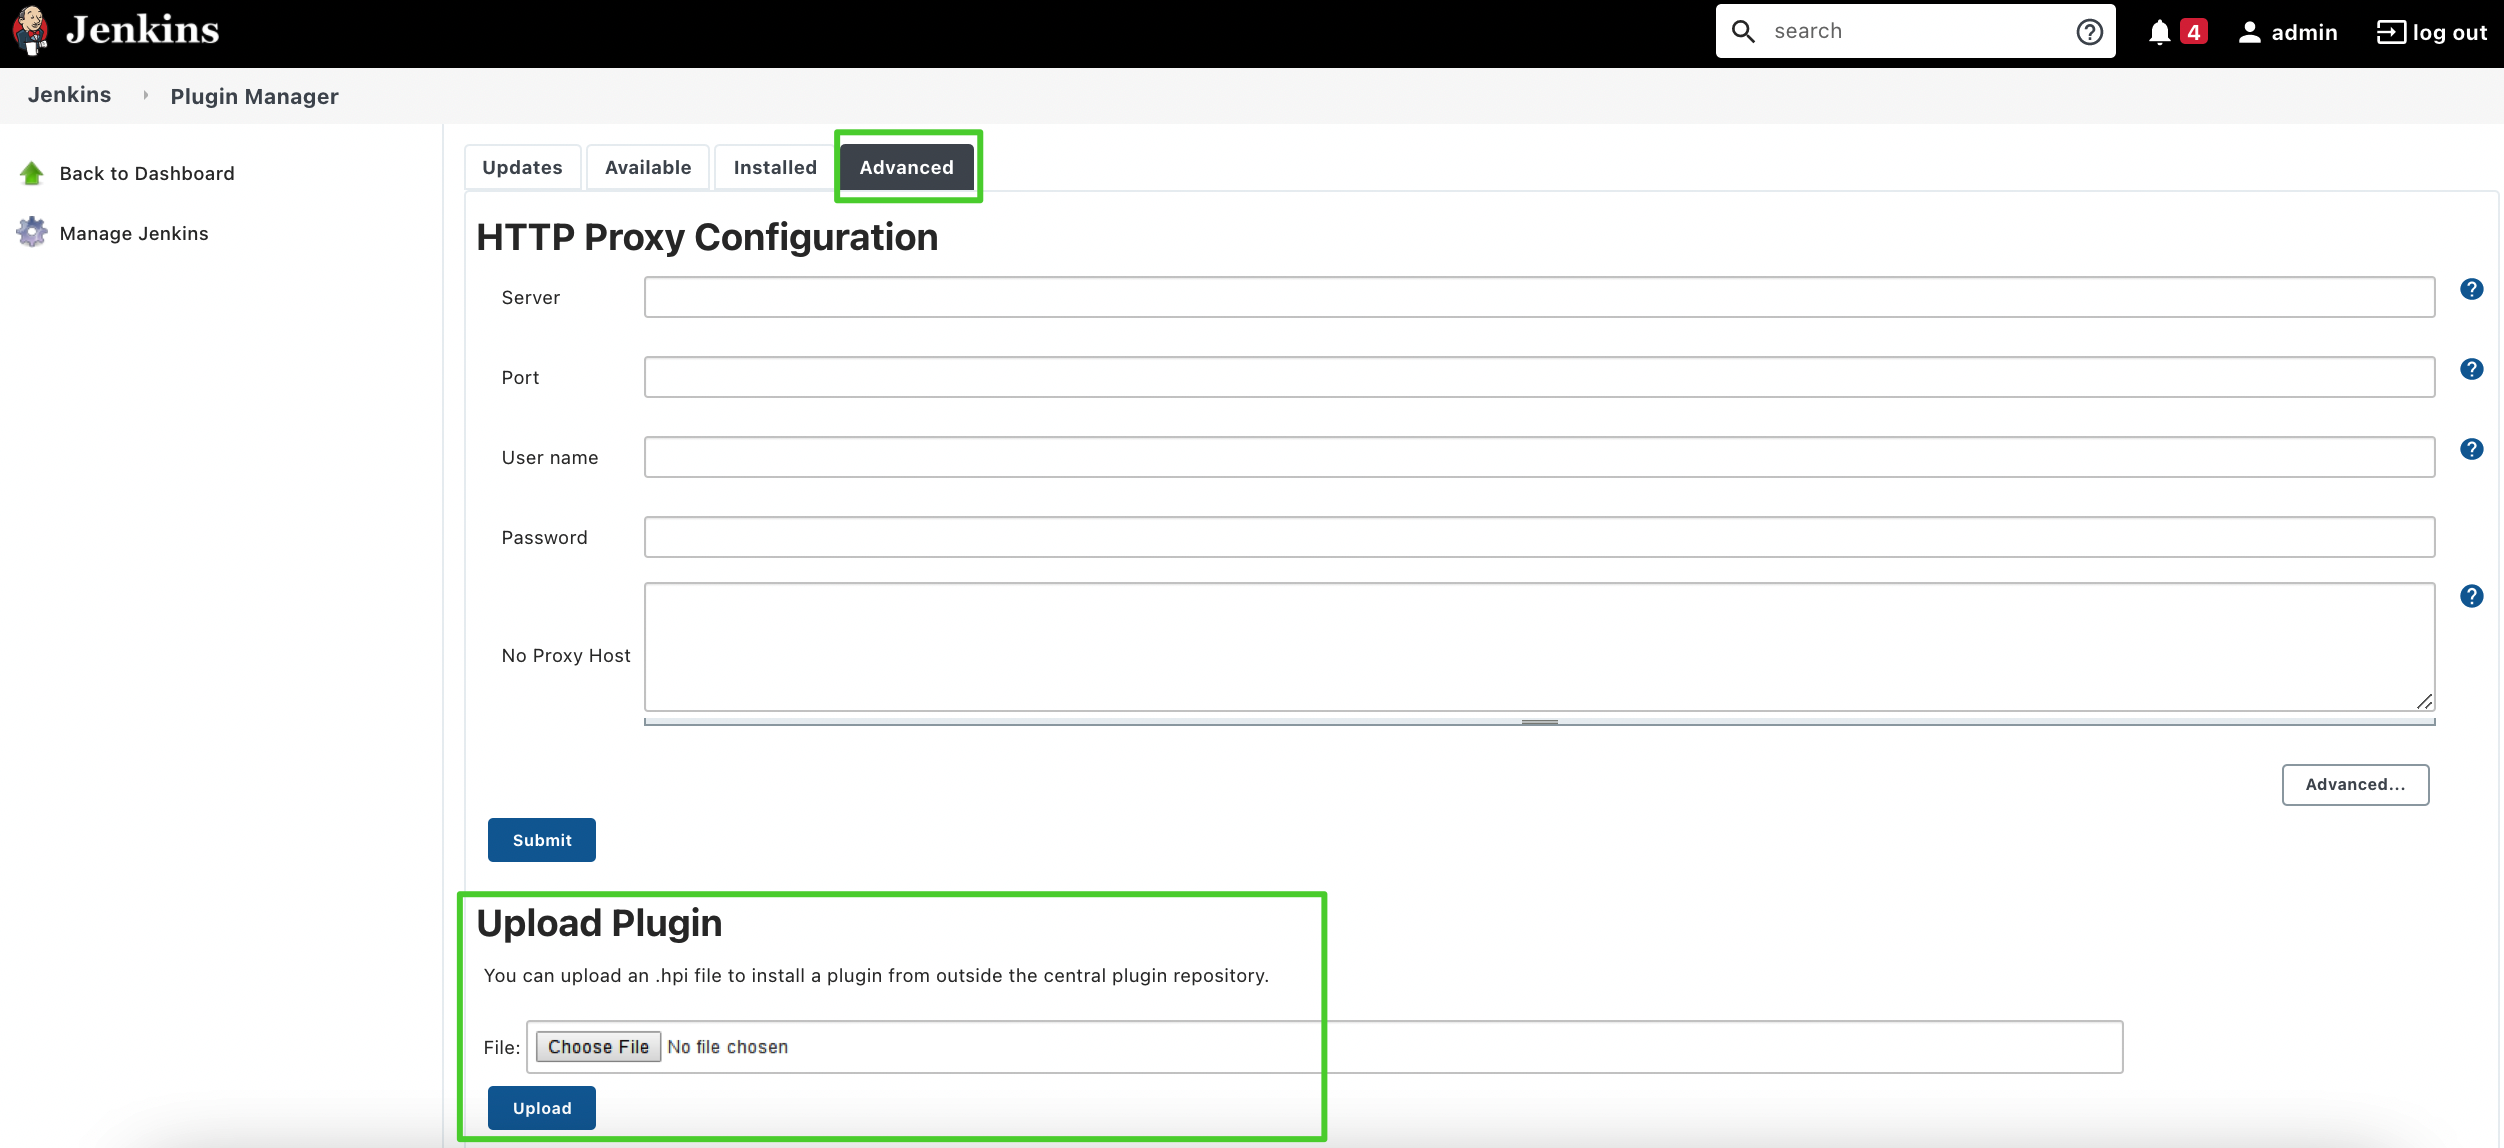 Jenkins
search
4
admin
log out
Jenkins
Plugin Manager
Back to Dashboard
Manage Jenkins
Updates
Available
Installed
Advanced
HTTP Proxy Configuration
Server
?
Port
?
User name
?
Password
No Proxy Host
?
Advanced...
Submit
Upload Plugin
You can upload an .hpi file to install a plugin from outside the central plugin repository.
File: Choose File No file chosen
Upload